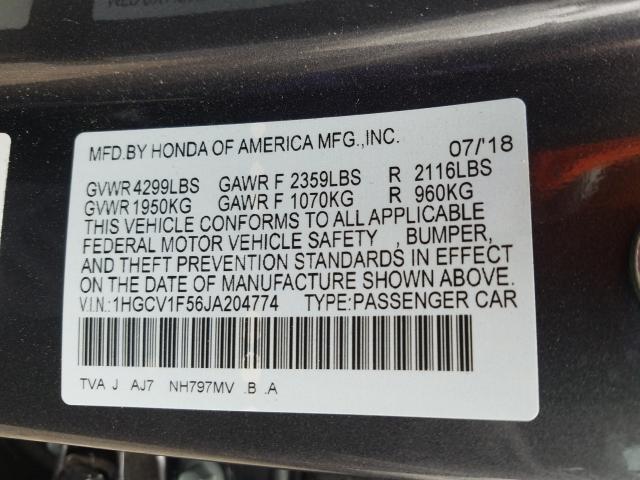 MFD.BY HONDA OF AMERICA MFG.,INC. 07/'18
GVWR 4299LBS GAWR F 2359LBS R 2116LBS
GVWR 1950KG GAWR F 1070KG R 960KG
THIS VEHICLE CONFORMS TO ALL APPLICABLE
FEDERAL MOTOR VEHICLE SAFETY , BUMPER,
AND THEFT PREVENTION STANDARDS IN EFFECT
ON THE DATE OF MANUFACTURE SHOWN ABOVE.
V.I.N.:1HGCV1F56JA204774 TYPE:PASSENGER CAR
TVA J AJ7 NH797MV .B .A